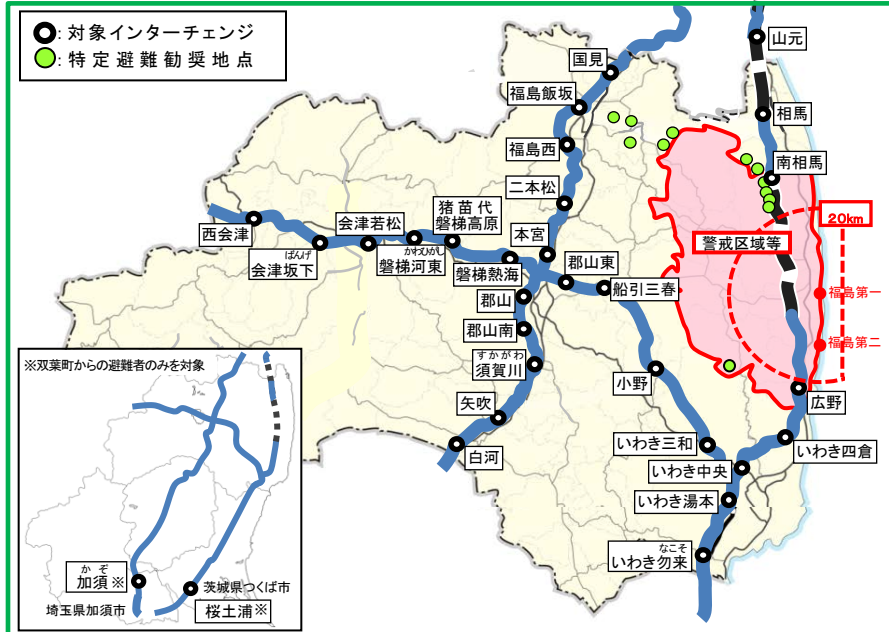 ：対象インターチェンジ
：特定避難勧奨地点
山元
国見
福島飯坂
相馬
福島西
南相馬
二本松
猪苗代
磐梯高原
20km
会津若松
西会津
本宮
警戒区域等
ばんげ
会津坂下
かわひがし
磐梯河東
磐梯熱海
郡山東
船引三春
郡山
福島第一
郡山南
福島第二
すかがわ
須賀川
小野
広野
矢吹
いわき三和
いわき四倉
白河
いわき中央
いわき湯本
なこそ
いわき勿来
※双葉町からの避難者のみを対象
かぞ
加須※
茨城県つくば市
埼玉県加須市
桜土浦※